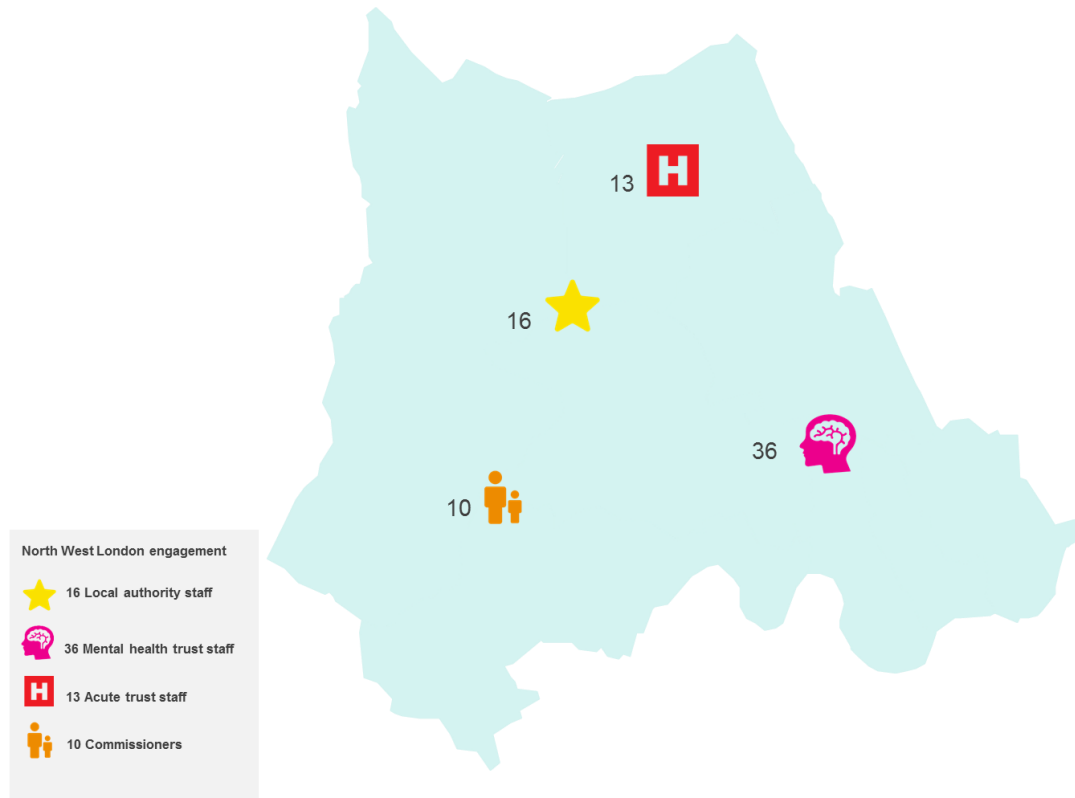 13
H
16
36
10
North West London engagement
16 Local authority staff
36 Mental health trust staff
H
13 Acute trust staff
10 Commissioners